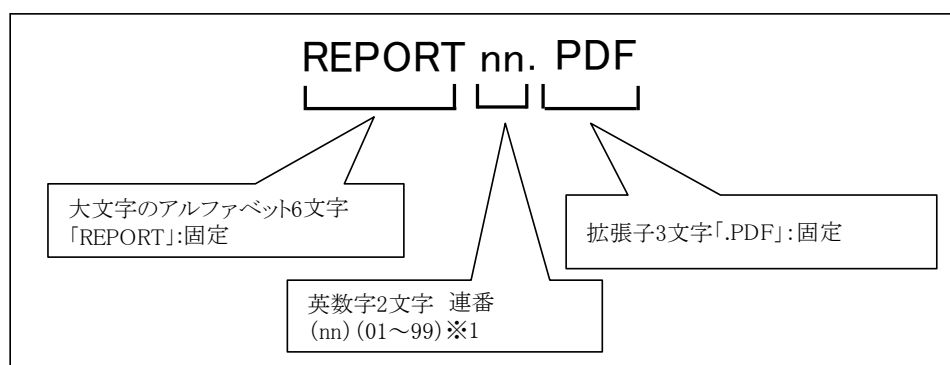 REPORT nn. PDF
大文字のアルファベット6文字
「REPORT」:固定
拡張子3文字「.PDF」:固定
英数字2文字　連番
(nn)(01～99)※1